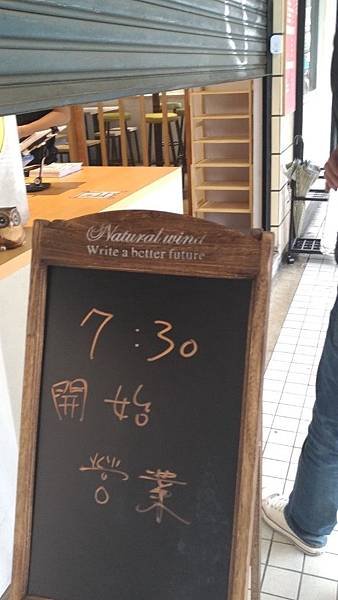 Natural wind
Write a better future
7:30
開始
營業